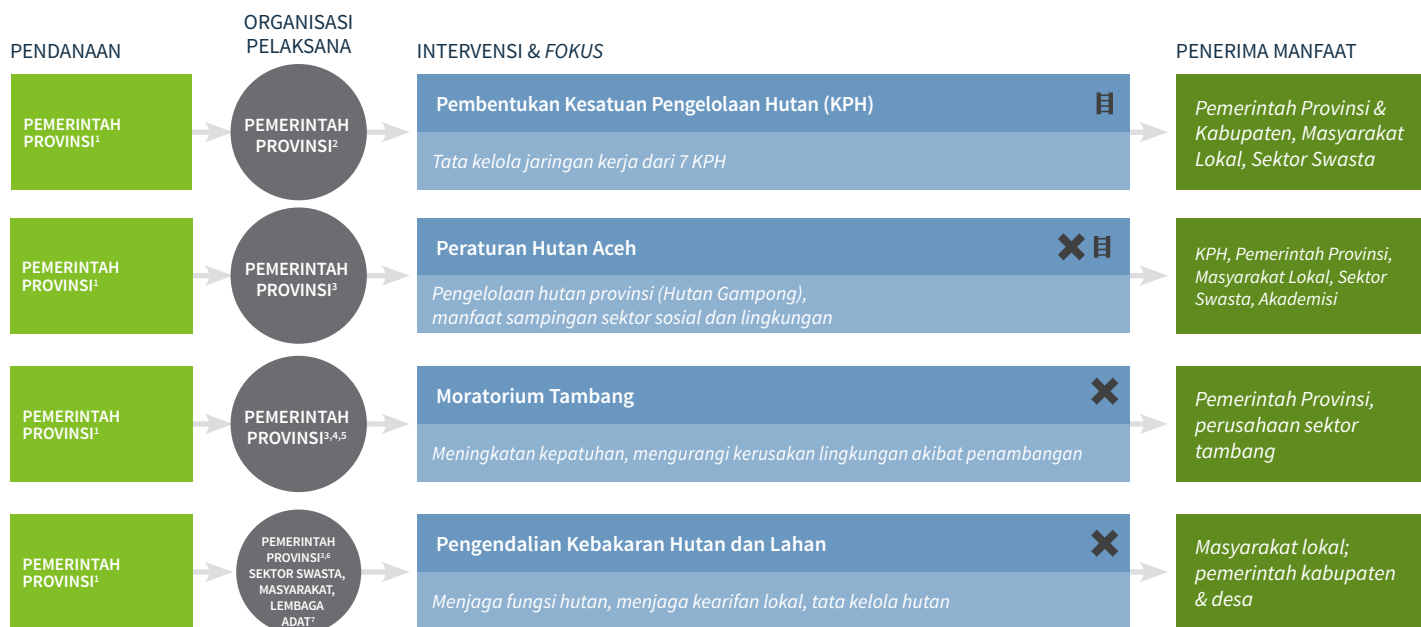 PENDANAAN
ORGANISASI
PELAKSANA
INTERVENSI & FOKUS
PENERIMA MANFAAT
PEMERINTAH
PROVINSI¹
PEMERINTAH
PROVINSI²
Pembentukan Kesatuan Pengelolaan Hutan (KPH)
Tata kelola jaringan kerja dari 7 KPH
Pemerintah Provinsi &
Kabupaten, Masyarakat
Lokal, Sektor Swasta
PEMERINTAH
PROVINSI¹
PEMERINTAH
PROVINSI³
Peraturan Hutan Aceh
Pengelolaan hutan provinsi (Hutan Gampong),
manfaat sampingan sektor sosial dan lingkungan
KPH, Pemerintah Provinsi,
Masyarakat Lokal, Sektor
Swasta, Akademisi
PEMERINTAH
PROVINSI¹
PEMERINTAH
PROVINSI³,⁴,⁵
Moratorium Tambang
Meningkatan kepatuhan, mengurangi kerusakan lingkungan akibat penambangan
Pemerintah Provinsi,
perusahaan sektor
tambang
PEMERINTAH
PROVINSI¹
PEMERINTAH
PROVINSI³,⁶
SEKTOR SWASTA,
MASYARAKAT,
LEMBAGA
ADAT⁷
Pengendalian Kebakaran Hutan dan Lahan
Menjaga fungsi hutan, menjaga kearifan lokal, tata kelola hutan
Masyarakat lokal;
pemerintah kabupaten
& desa